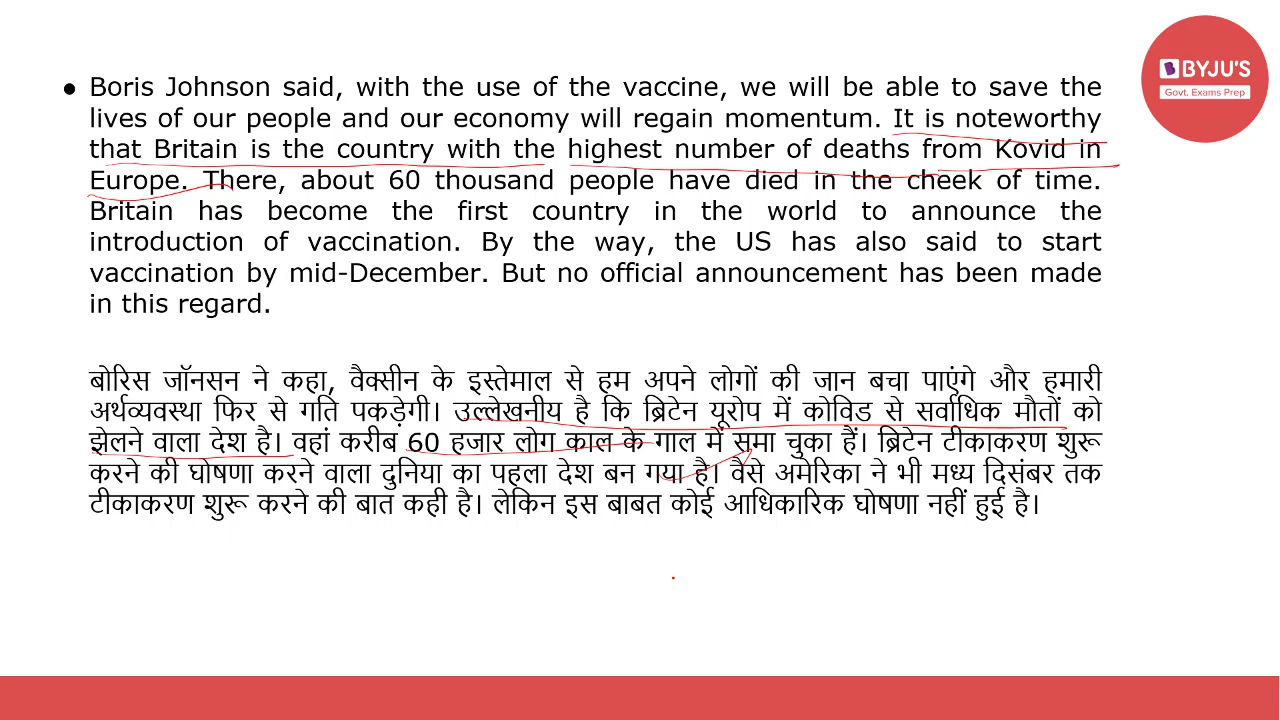 BYJU'S
Govt. Exams Prep
● Boris Johnson said, with the use of the vaccine, we will be able to save the
lives of our people and our economy will regain momentum. It is noteworthy
that Britain is the country with the highest number of deaths from Kovid in
Europe. There, about 60 thousand people have died in the cheek of time.
Britain has become the first country in the world to announce the
introduction of vaccination. By the way, the US has also said to start
vaccination by mid-December. But no official announcement has been made
in this regard.
बोरिस जॉनसन ने कहा, वैक्सीन के इस्तेमाल से हम अपने लोगों की जान बचा पाएंगे और हमारी
अर्थव्यवस्था फिर से गति पकड़ेगी। उल्लेखनीय है कि ब्रिटेन यूरोप में कोविड से सर्वाधिक मौतों को
झेलने वाला देश है। वहां करीब 60 हजार लोग काल के गाल में समा चुका हैं। ब्रिटेन टीकाकरण शुरू
करने की घोषणा करने वाला दुनिया का पहला देश बन गया है। वैसे अमेरिका ने भी मध्य दिसंबर तक
टीकाकरण शुरू करने की बात कही है। लेकिन इस बाबत कोई आधिकारिक घोषणा नहीं हुई है।